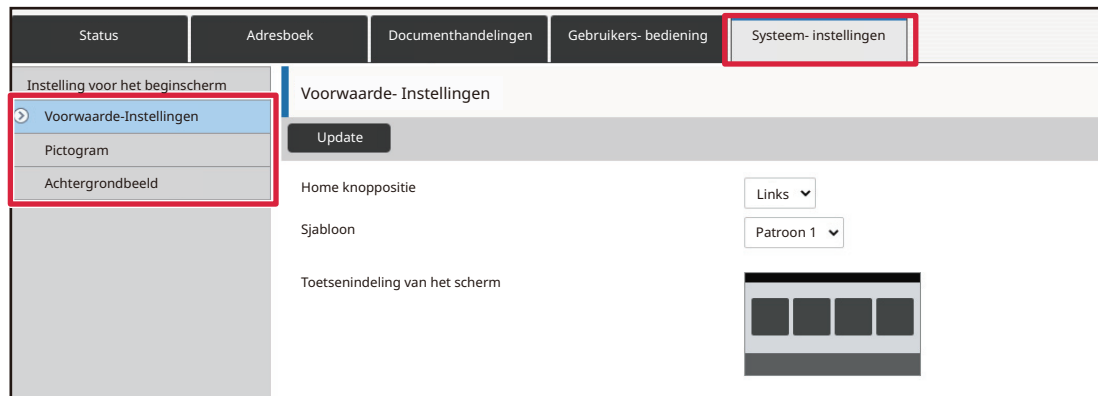 Status
Adresboek
Documenthandelingen
Gebruikers- bediening
Systeem- instellingen
Instelling voor het beginscherm
Voorwaarde-Instellingen
Pictogram
Achtergrondbeeld
Voorwaarde- Instellingen
Update
Home knoppositie
Links
Sjabloon
Patroon 1
Toetsenindeling van het scherm